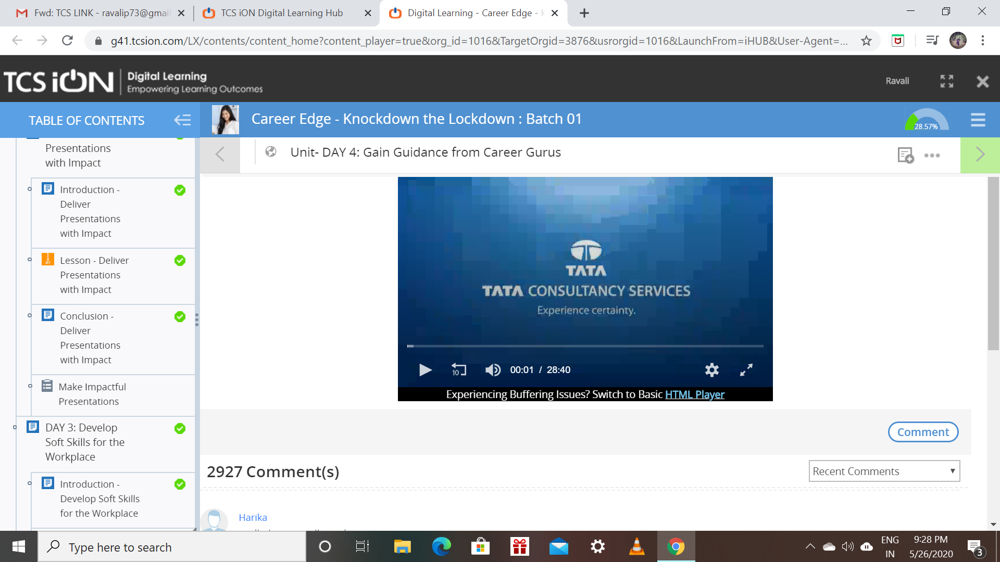 Fwd: TCS LINK - ravalip73@gmai
TCS iON Digital Learning Hub
Digital Learning - Career Edge - K
g41.tcsion.com/LX/contents/content_home?content_player=true&org_id=1016&TargetOrgid=3876&usrorgid=1016&LaunchFrom=iHUB&User-Agent=...
TCS iON
Digital Learning
Empowering Learning Outcomes
Ravali
TABLE OF CONTENTS
Career Edge - Knockdown the Lockdown : Batch 01
28.57%
Presentations
with Impact
Introduction -
Deliver
Presentations
with Impact
Lesson - Deliver
Presentations
with Impact
Conclusion -
Deliver
Presentations
with Impact
Make Impactful
Presentations
DAY 3: Develop
Soft Skills for the
Workplace
Introduction -
Develop Soft Skills
for the Workplace
Unit- DAY 4: Gain Guidance from Career Gurus
TATA
TATA CONSULTANCY SERVICES
Experience certainty.
10
00:01 / 28:40
Experiencing Buffering Issues? Switch to Basic HTML Player
Comment
2927 Comment(s)
Recent Comments
Harika
Type here to search
ENG
IN
9:28 PM
5/26/2020
3